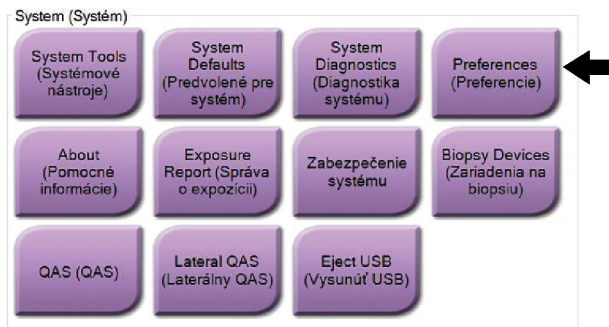 System (Systém)
System Tools
(Systémové
nástroje)
System
Defaults
(Predvolené pre
systém)
System
Diagnostics
(Diagnostika
systému)
Preferences
(Preferencie)
About
(Pomocné
informácie)
Exposure
Report (Správa
o expozícii)
Zabezpečenie
systému
Biopsy Devices
(Zariadenia na
biopsiu)
QAS (QAS)
Lateral QAS
(Laterálny QAS)
Eject USB
(Vysunúť USB)